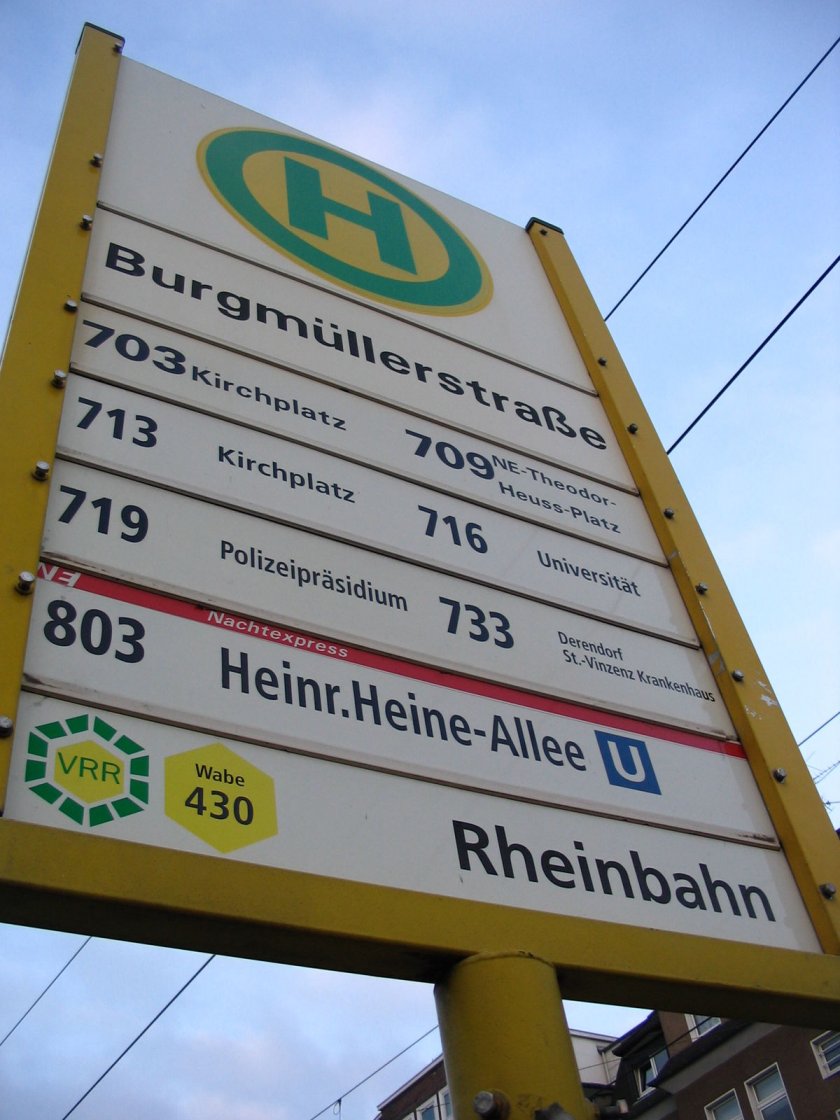 H
Burgmüllerstraße
703 Kirchplatz 709 NE-Theodor-
Heuss-Platz
713 Kirchplatz 716 Universität
719 Polizeipräsidium 733 Derendorf
St.-Vinzenz Krankenhaus
NE Nachtexpress
803 Heinr.Heine-Allee U
VRR Wabe
430
Rheinbahn